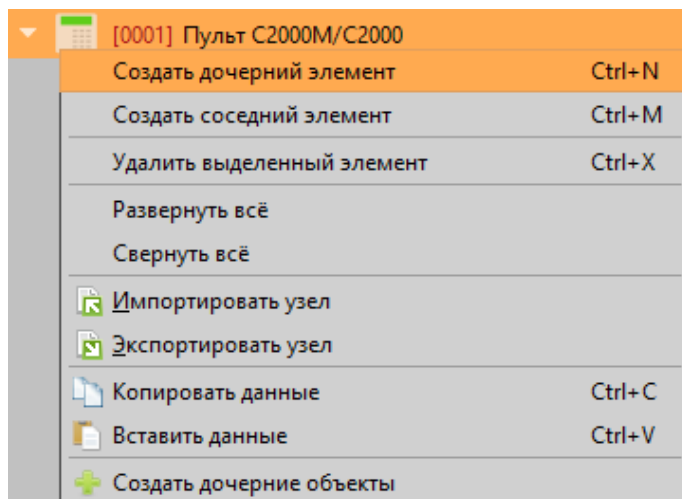 [0001] Пульт С2000М/С2000
Создать дочерний элемент Ctrl+N
Создать соседний элемент Ctrl+M
Удалить выделенный элемент Ctrl+X
Развернуть всё
Свернуть всё
Импортировать узел
Экспортировать узел
Копировать данные Ctrl+C
Вставить данные Ctrl+V
Создать дочерние объекты